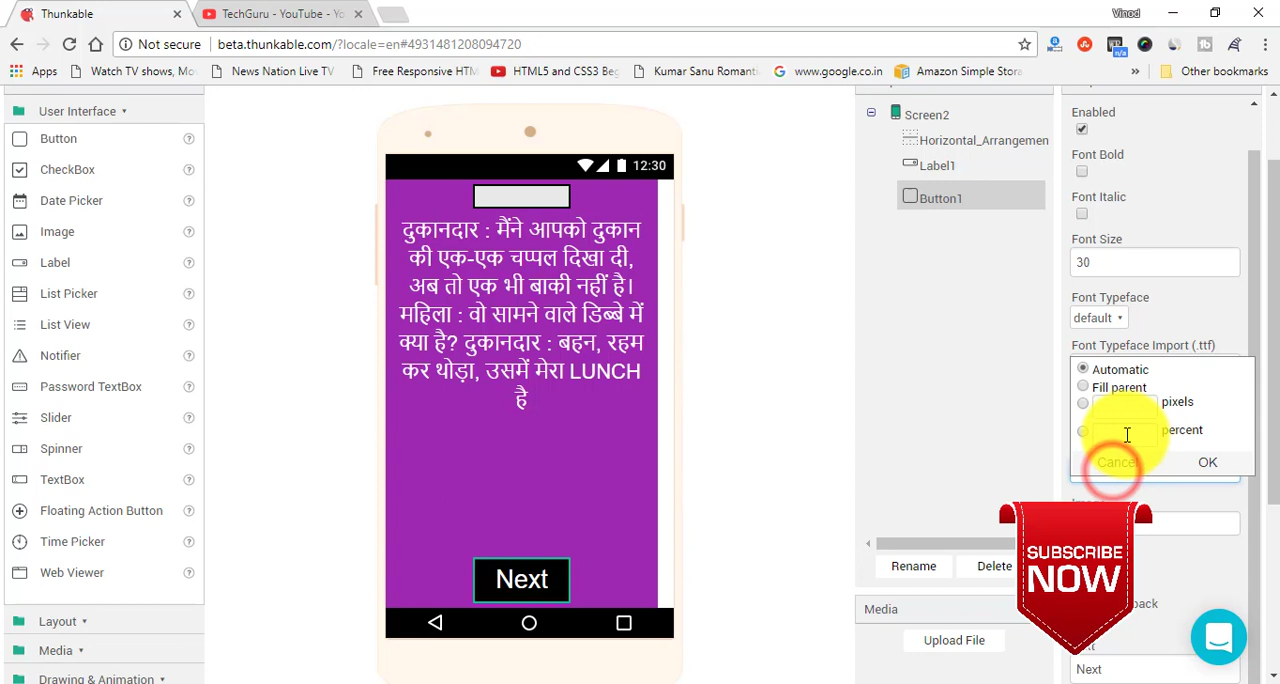 Thunkable
TechGuru - YouTube - Yo
Vinod
Not secure
beta.thunkable.com/?locale=en#4931481208094720
Apps
Watch TV shows, Mo
News Nation Live TV
Free Responsive HTM
HTML5 and CSS3 Beg
Kumar Sanu Romanti
www.google.co.in
Amazon Simple Stora
»
Other bookmarks
User Interface
Button
CheckBox
Date Picker
Image
Label
List Picker
List View
Notifier
Password TextBox
Slider
Spinner
TextBox
Floating Action Button
Time Picker
Web Viewer
Layout
Media
Drawing & Animation
12:30
दुकानदार : मैंने आपको दुकान
की एक-एक चप्पल दिखा दी,
अब तो एक भी बाकी नहीं है।
महिला : वो सामने वाले डिब्बे में
क्या है? दुकानदार : बहन, रहम
कर थोड़ा, उसमें मेरा LUNCH
है
Next
Screen2
Horizontal_Arrangemen
Label1
Button1
Rename
Delete
Media
Upload File
Enabled
Font Bold
Font Italic
Font Size
30
Font Typeface
default
Font Typeface Import (.ttf)
Automatic
Fill parent
pixels
percent
Cancel
OK
SUBSCRIBE
NOW
Next